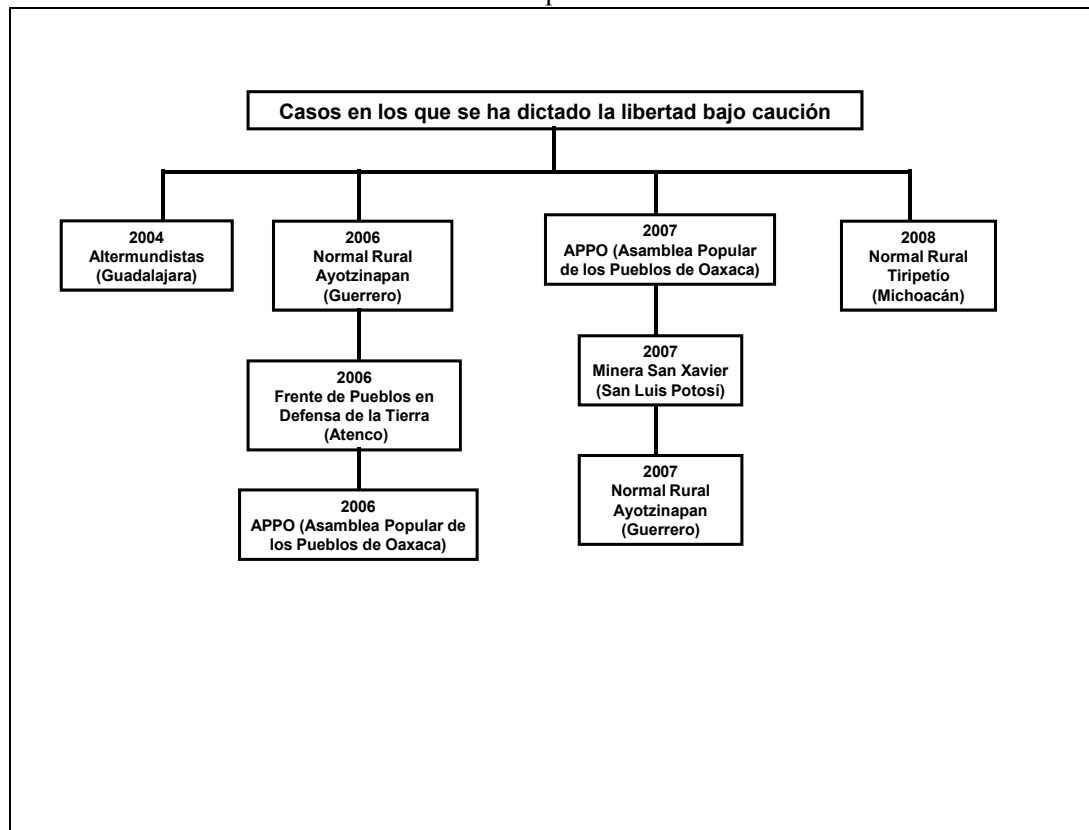 Casos en los que se ha dictado la libertad bajo caución
2004
Altermundistas
(Guadalajara)
2006
Normal Rural
Ayotzinapan
(Guerrero)
2006
Frente de Pueblos en
Defensa de la Tierra
(Atenco)
2006
APPO (Asamblea Popular de
los Pueblos de Oaxaca)
2007
APPO (Asamblea Popular
de los Pueblos de Oaxaca)
2007
Minera San Xavier
(San Luis Potosí)
2007
Normal Rural
Ayotzinapan
(Guerrero)
2008
Normal Rural
Tiripetío
(Michoacán)